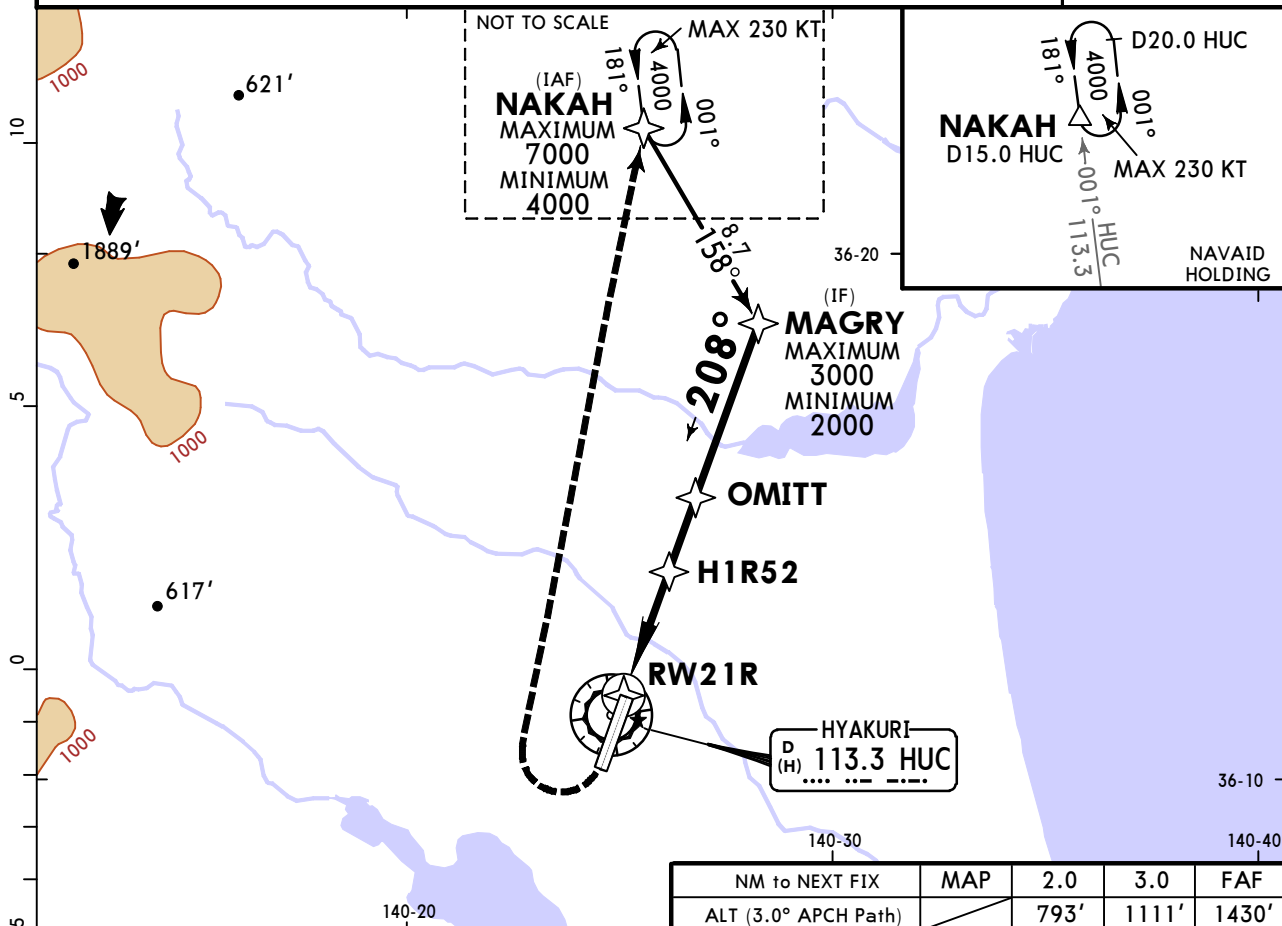 NOT TO SCALE
MAX 230 KT
181°
4000
001°
(IAF)
NAKAH
MAXIMUM
7000
MINIMUM
4000
D20.0 HUC
181°
4000
001°
NAKAH
D15.0 HUC
MAX 230 KT
001° HUC
113.3
NAVAID
HOLDING
1000
621'
10
1889'
8.7
158°
36-20
(IF)
MAGRY
MAXIMUM
3000
MINIMUM
2000
208°
5
1000
OMITT
H1R52
617'
0
RW21R
1000
HYAKURI
D
(H) 113.3 HUC
36-10
140-30
140-40
140-20
5
NM to NEXT FIX MAP 2.0 3.0 FAF
ALT (3.0° APCH Path) 793' 1111' 1430'